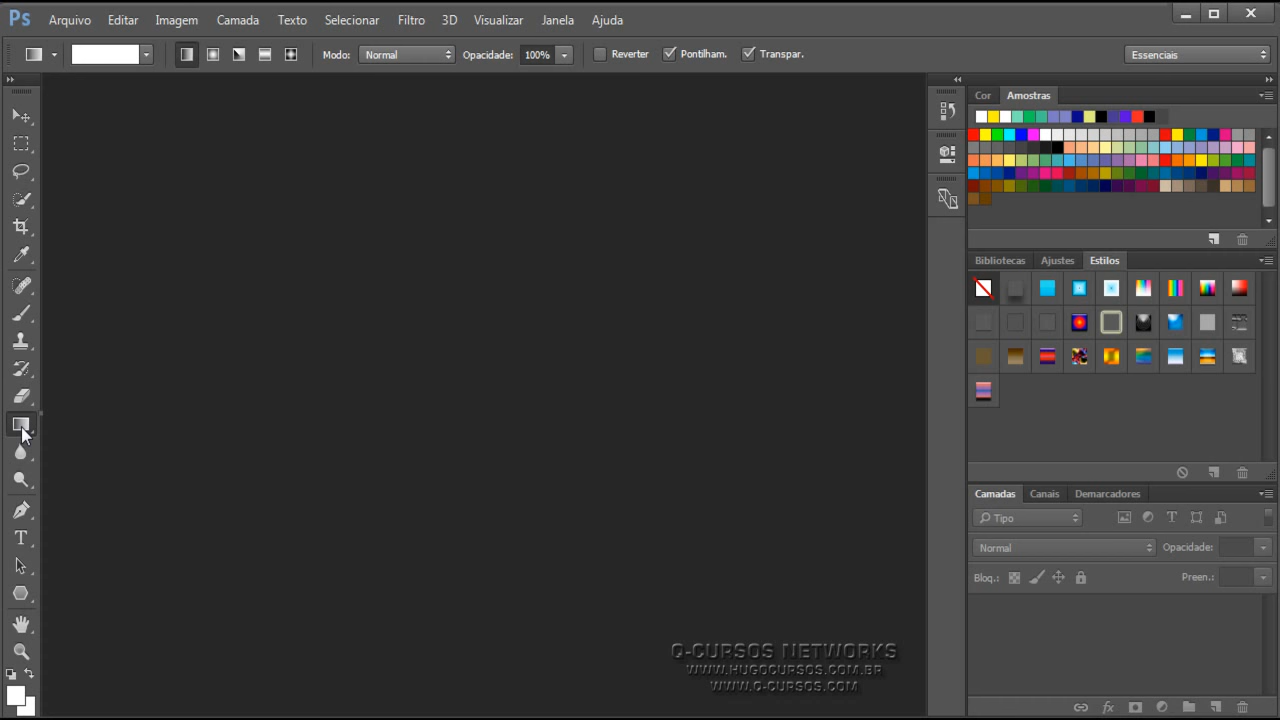 Ps Arquivo Editar Imagem Camada Texto Selecionar Filtro 3D Visualizar Janela Ajuda
Modo: Normal Opacidade: 100% Reverter Pontilham. Transpar. Essenciais
Cor Amostras
Bibliotecas Ajustes Estilos
Camadas Canais Demarcadores
Tipo
Normal Opacidade:
Bloq.: Preen.:
Q-CURSOS NETWORKS
WWW.HUGOCURSOS.COM.BR
WWW.Q-CURSOS.COM